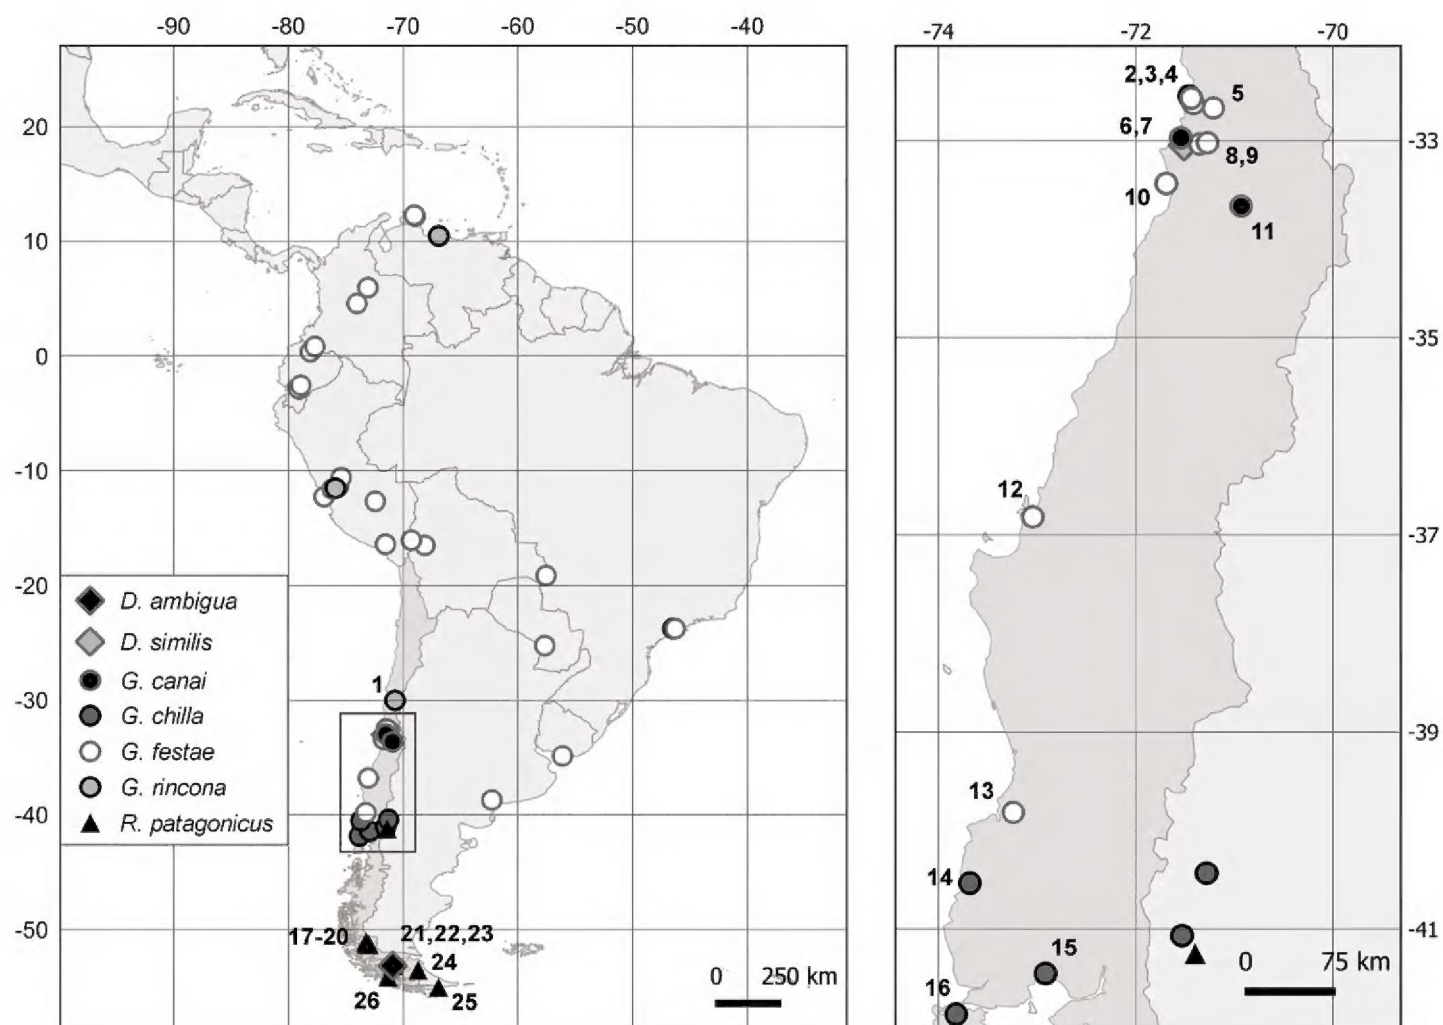 -90 -80 -70 -60 -50 -40
20
10
0
-10
-20
-30
-40
-50
D. ambigua
D. similis
G. canai
G. chilla
G. festae
G. rincona
R. patagonicus
1
17-20
21,22,23
24
25
26
0 250 km
-74 -72 -70
2,3,4
5
6,7
8,9
10
11
12
13
14
15
16
-33
-35
-37
-39
-41
0 75 km